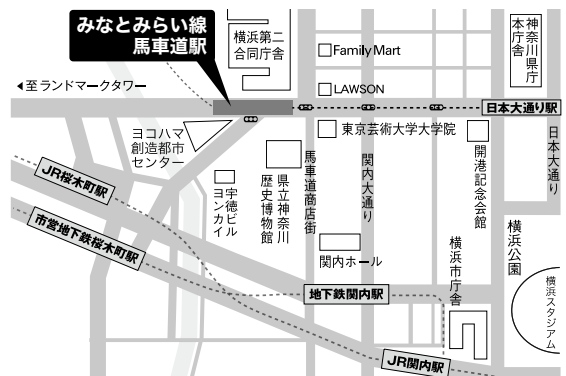 みなとみらい線
馬車道駅
横浜第二
合同庁舎
Family Mart
LAWSON
神奈川県庁
本庁舎
至ランドマークタワー
日本大通り駅
ヨコハマ
創造都市
センター
東京芸術大学大学院
馬車道商店街
関内大通り
開港記念会館
日本大通り
JR桜木町駅
宇徳ビル
ヨンカイ
県立神奈川
歴史博物館
市営地下鉄桜木町駅
関内ホール
横浜市庁舎
横浜公園
横浜スタジアム
地下鉄関内駅
JR関内駅